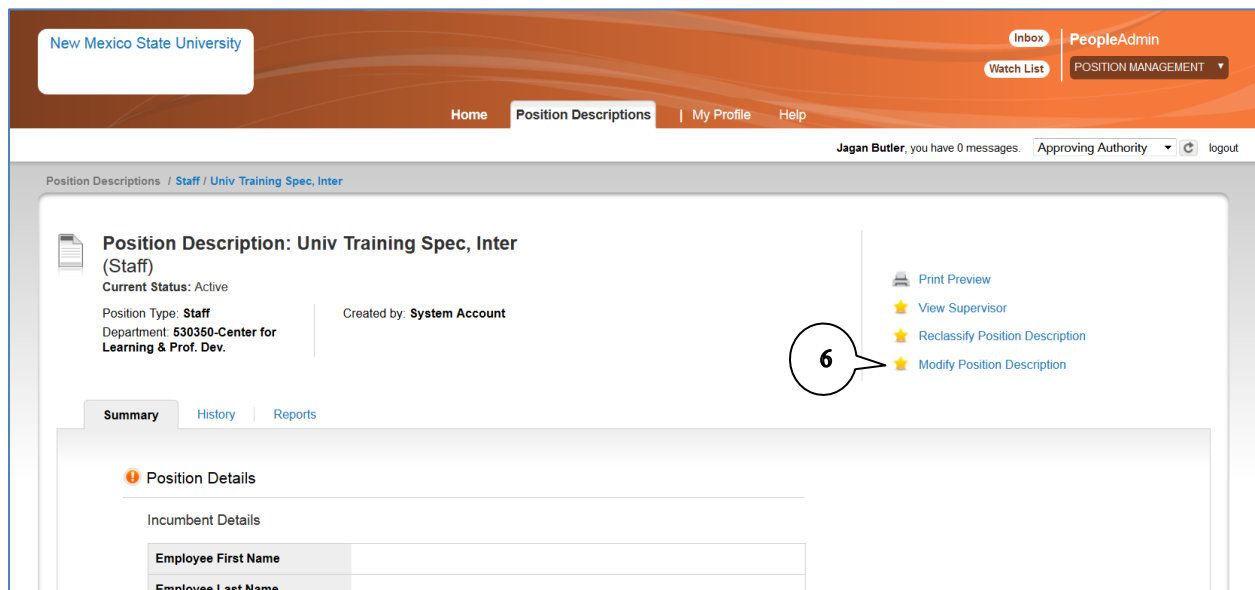 New Mexico State University
Inbox
PeopleAdmin
Watch List
POSITION MANAGEMENT
Home Position Descriptions | My Profile Help
Jagan Butler, you have 0 messages. Approving Authority logout
Position Descriptions / Staff / Univ Training Spec, Inter
Position Description: Univ Training Spec, Inter
(Staff)
Current Status: Active
Position Type: Staff
Created by: System Account
Department: 530350-Center for
Learning & Prof. Dev.
Print Preview
View Supervisor
Reclassify Position Description
6
Modify Position Description
Summary History Reports
Position Details
Incumbent Details
Employee First Name
Employee Last Name